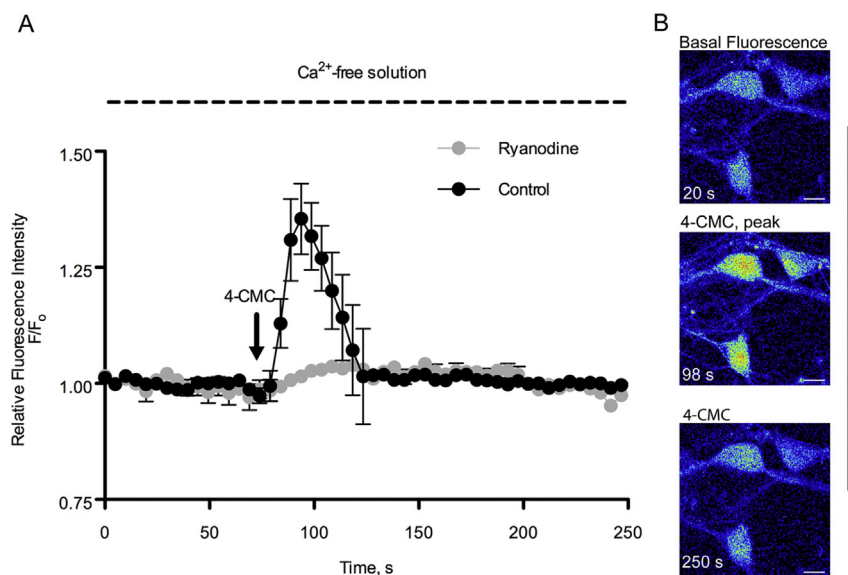 A
Ca²⁺-free solution
1.50
1.25
1.00
0.75
Relative Fluorescence Intensity
F/Fo
Ryanodine
Control
4-CMC
0
50
100
150
200
250
Time, s
B
Basal Fluorescence
20 s
4-CMC, peak
98 s
4-CMC
250 s